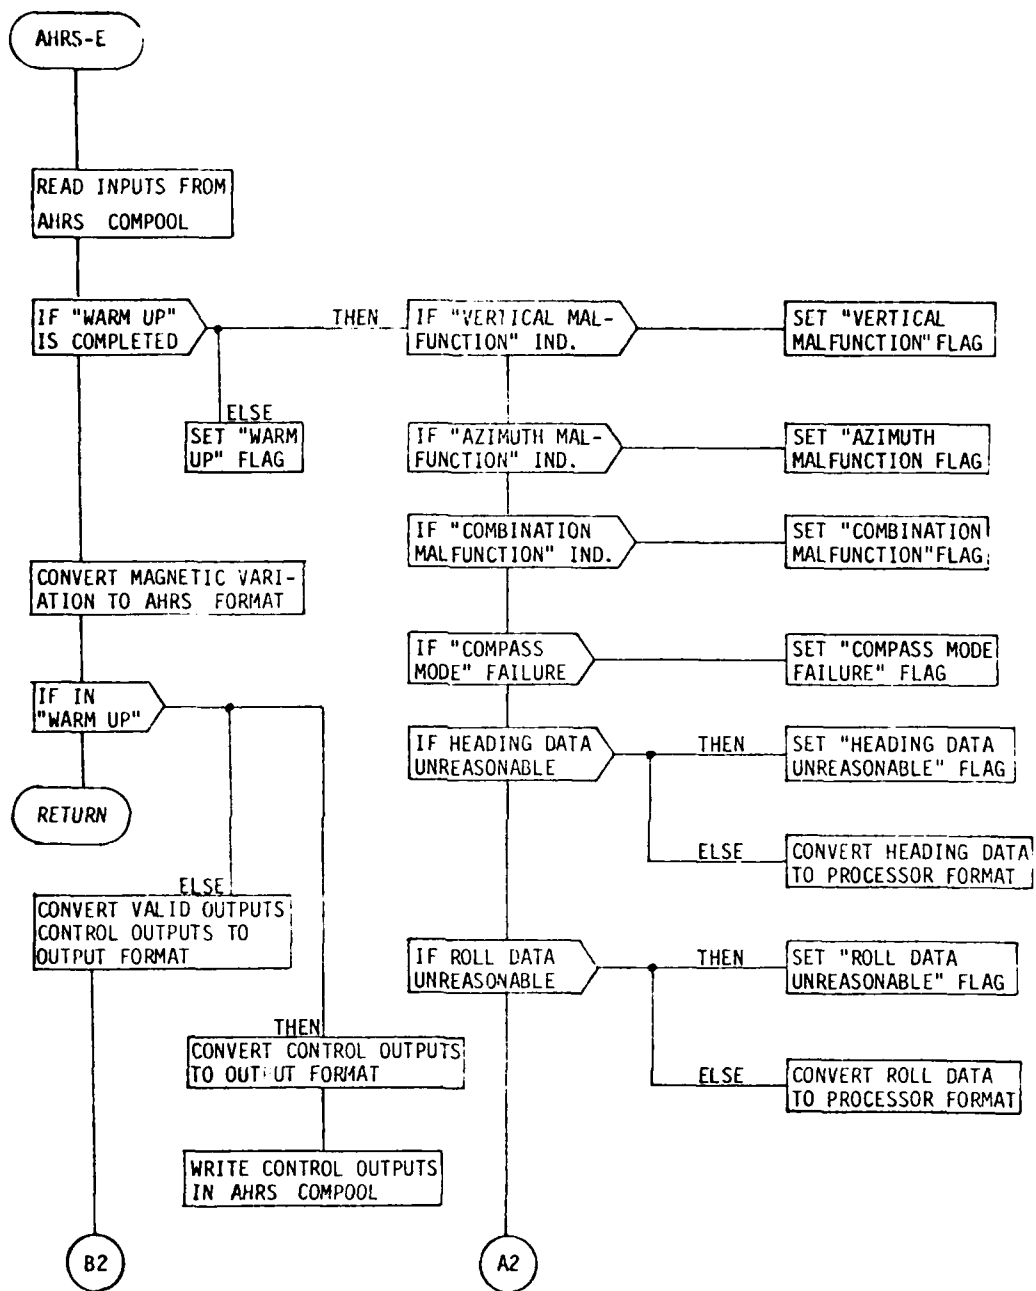 AHRS-E
READ INPUTS FROM
AHRS COMPOOL
IF "WARM UP"
IS COMPLETED
THEN
IF "VERTICAL MAL-
FUNCTION" IND.
SET "VERTICAL
MALFUNCTION" FLAG
ELSE
SET "WARM
UP" FLAG
IF "AZIMUTH MAL-
FUNCTION" IND.
SET "AZIMUTH
MALFUNCTION FLAG
IF "COMBINATION
MALFUNCTION" IND.
SET "COMBINATION
MALFUNCTION"FLAG
CONVERT MAGNETIC VARI-
ATION TO AHRS FORMAT
IF "COMPASS
MODE" FAILURE
SET "COMPASS MODE
FAILURE" FLAG
IF IN
"WARM UP"
IF HEADING DATA
UNREASONABLE
THEN
SET "HEADING DATA
UNREASONABLE" FLAG
RETURN
ELSE
CONVERT HEADING DATA
TO PROCESSOR FORMAT
ELSE
CONVERT VALID OUTPUTS
CONTROL OUTPUTS TO
OUTPUT FORMAT
IF ROLL DATA
UNREASONABLE
THEN
SET "ROLL DATA
UNREASONABLE" FLAG
THEN
CONVERT CONTROL OUTPUTS
TO OUTPUT FORMAT
ELSE
CONVERT ROLL DATA
TO PROCESSOR FORMAT
WRITE CONTROL OUTPUTS
IN AHRS COMPOOL
B2
A2